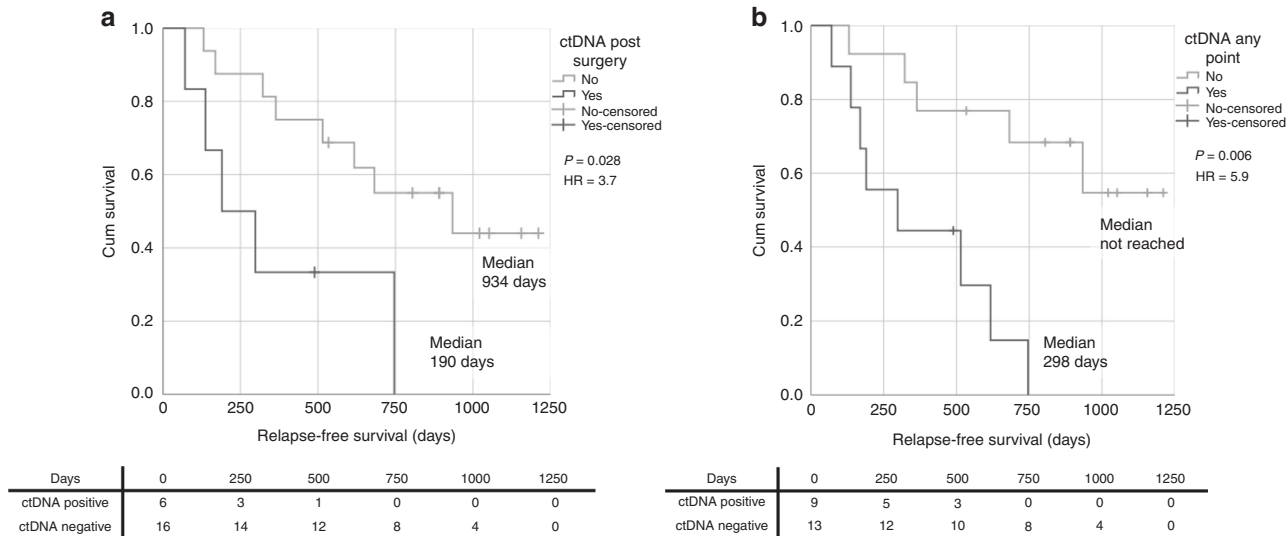 a
1.0
0.8
0.6
0.4
0.2
0.0
Cum survival
0 250 500 750 1000 1250
Relapse-free survival (days)
ctDNA post
surgery
No
Yes
No-censored
Yes-censored
P = 0.028
HR = 3.7
Median
934 days
Median
190 days
Days 0 250 500 750 1000 1250
ctDNA positive 6 3 1 0 0 0
ctDNA negative 16 14 12 8 4 0
b
1.0
0.8
0.6
0.4
0.2
0.0
Cum survival
0 250 500 750 1000 1250
Relapse-free survival (days)
ctDNA any
point
No
Yes
No-censored
Yes-censored
P = 0.006
HR = 5.9
Median
not reached
Median
298 days
Days 0 250 500 750 1000 1250
ctDNA positive 9 5 3 0 0 0
ctDNA negative 13 12 10 8 4 0